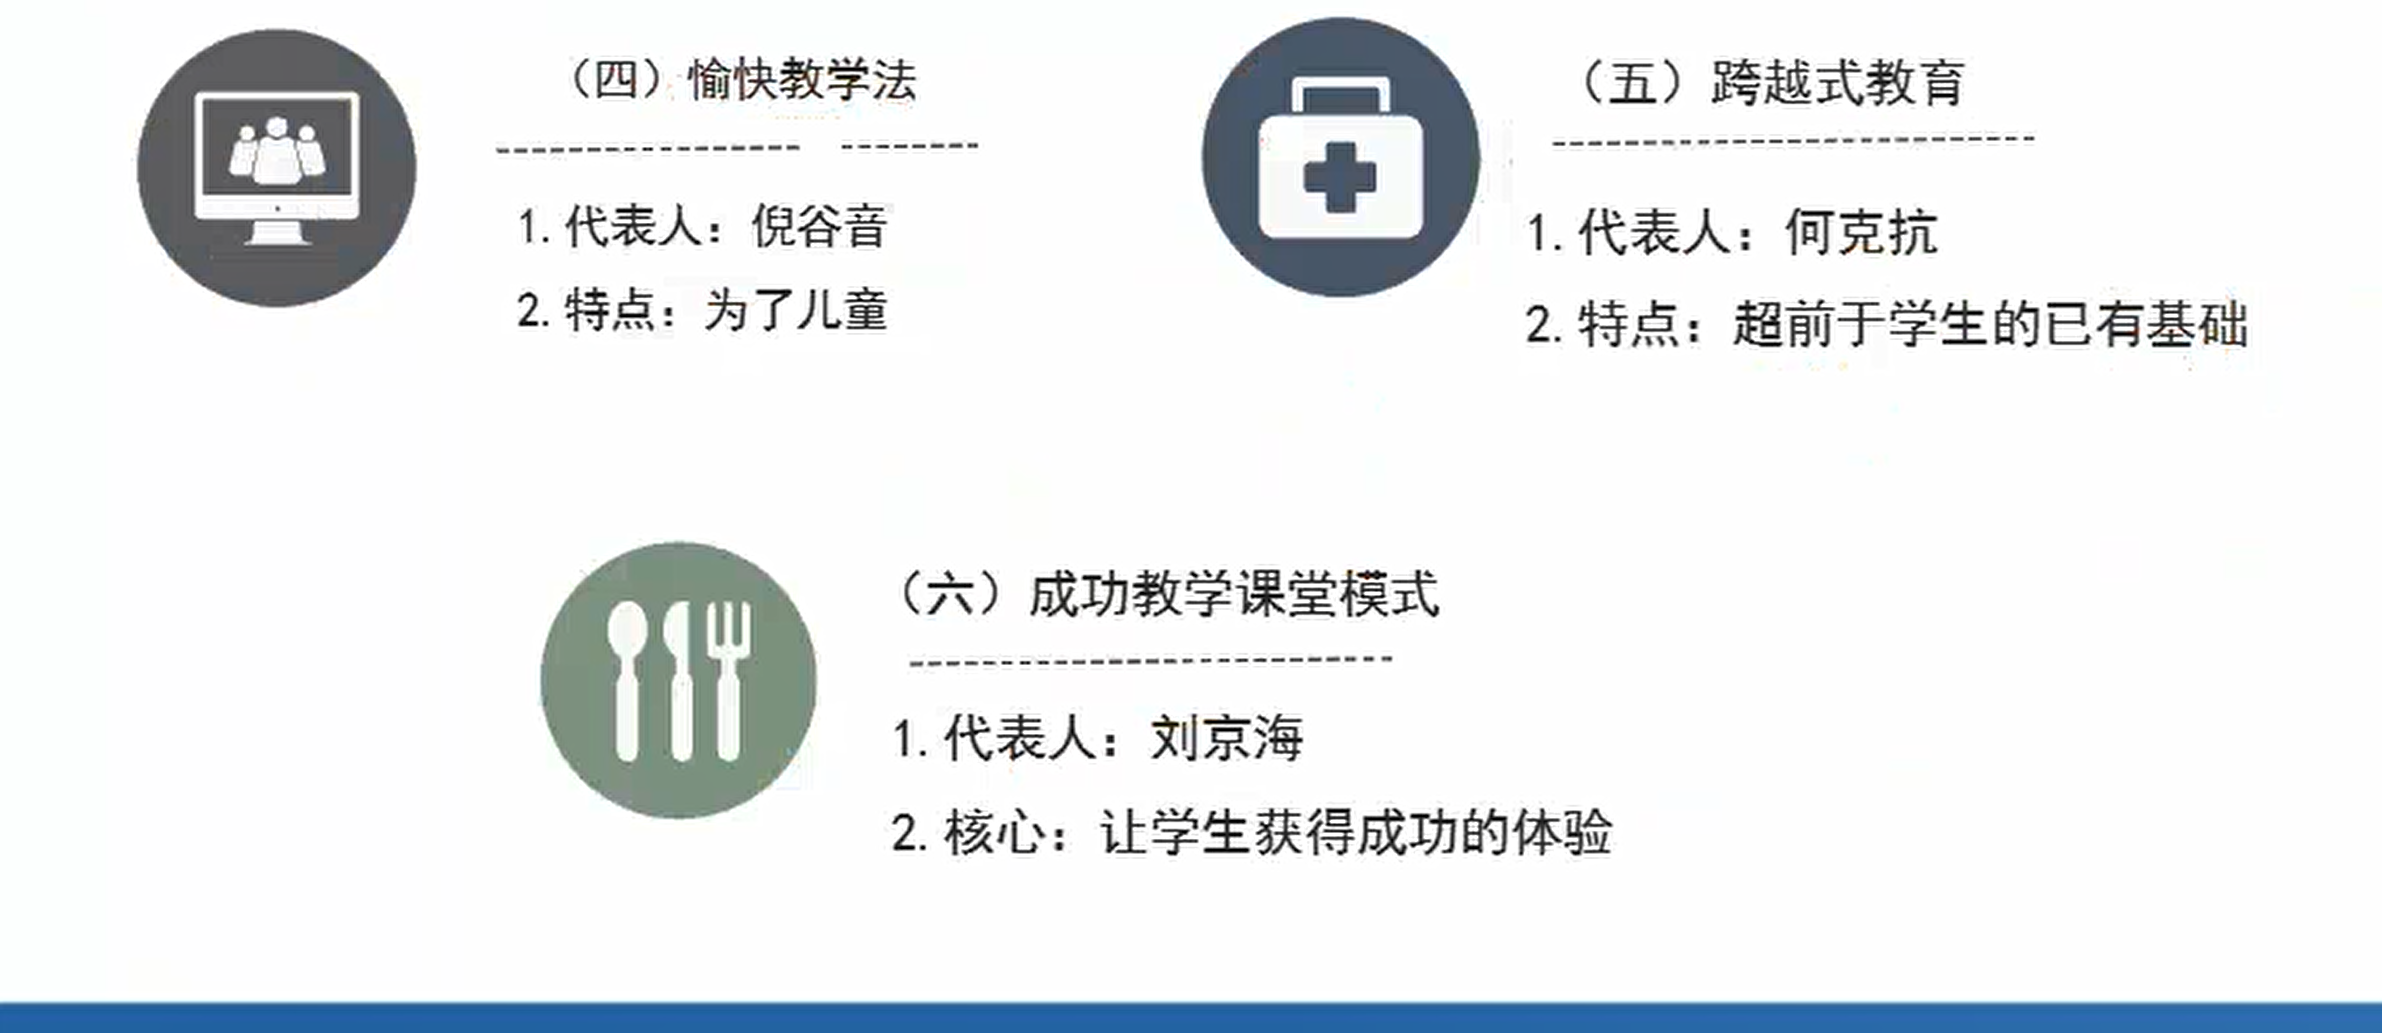 （四）愉快教学法
1.代表人：倪谷音
2.特点：为了儿童
（五）跨越式教育
1.代表人：何克抗
2.特点：超前于学生的已有基础
（六）成功教学课堂模式
1.代表人：刘京海
2.核心：让学生获得成功的体验